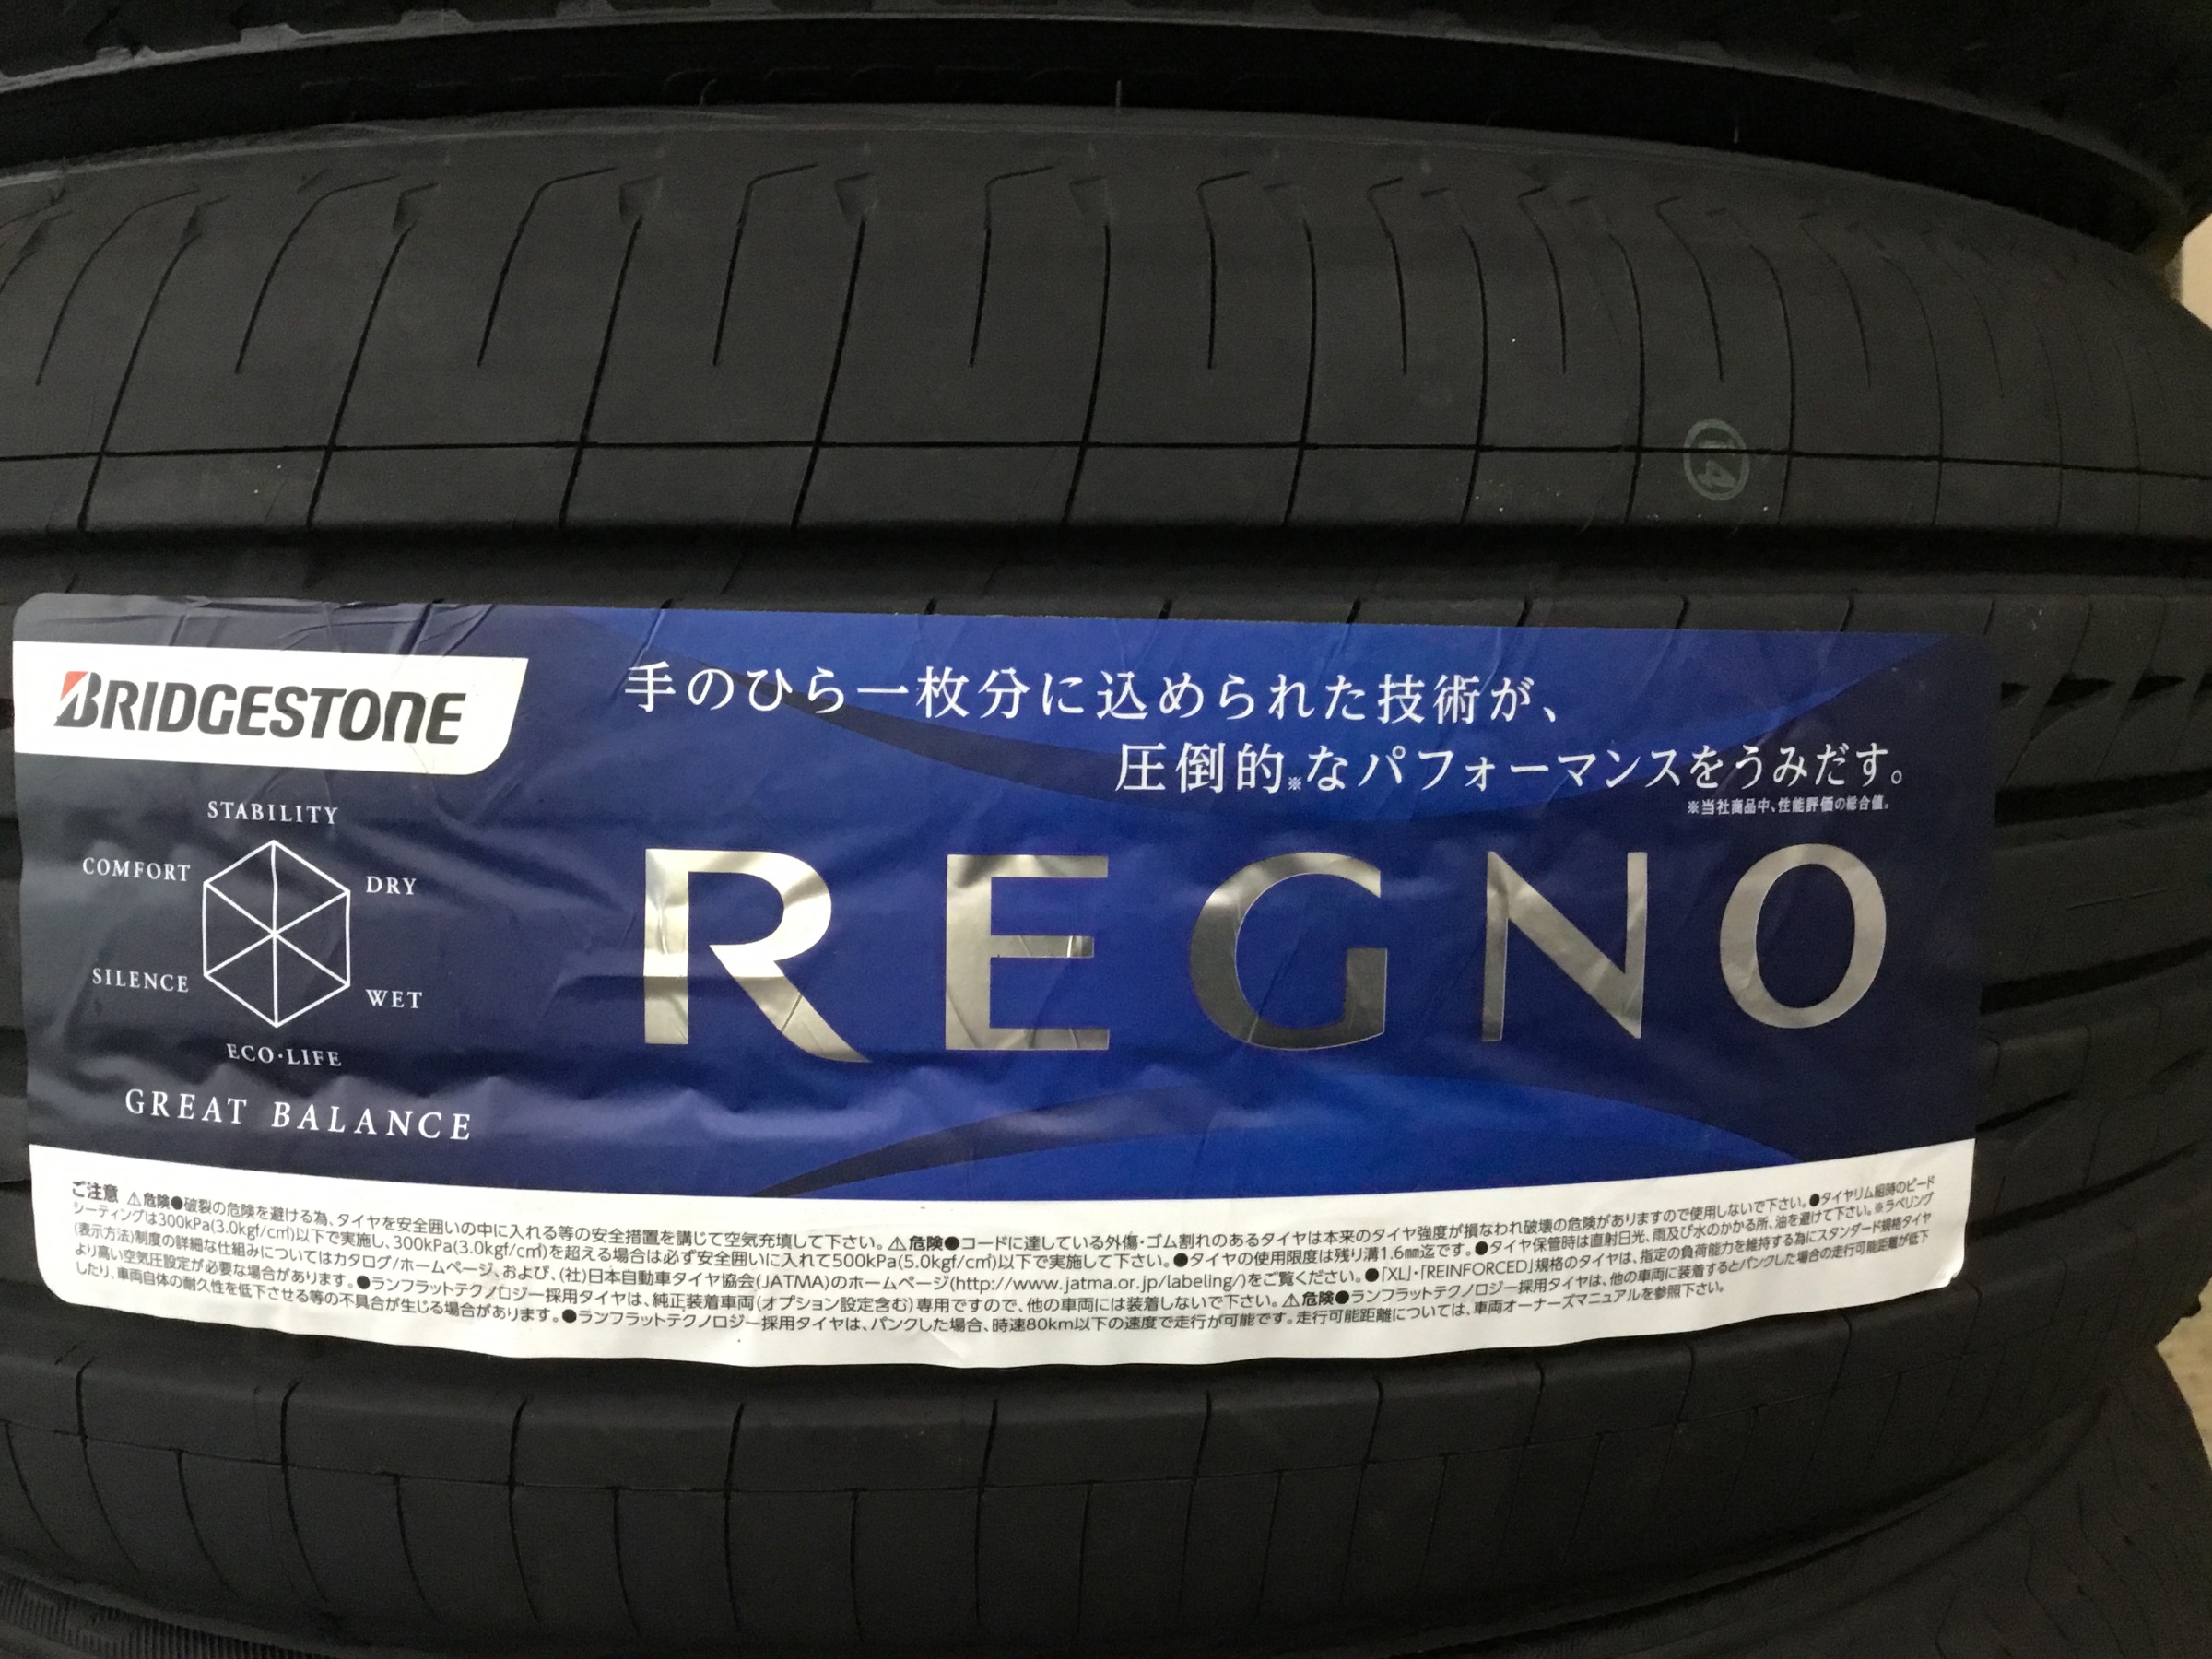 BRIDGESTONE
手のひら一枚分に込められた技術が、
圧倒的※なパフォーマンスをうみだす。
※当社商品中、性能評価の総合値。
STABILITY
COMFORT
DRY
SILENCE
WET
ECO・LIFE
GREAT BALANCE
REGNO
ご注意 ⚠危険●破裂の危険を避ける為、タイヤを安全囲いの中に入れる等の安全措置を講じて空気充填して下さい。⚠危険●コードに達している外傷・ゴム割れのあるタイヤは本来のタイヤ強度が損なわれ破壊の危険がありますので使用しないで下さい。●タイヤリム組時のビード
シーティングは300kPa(3.0kgf/c㎡)以下で実施し、300kPa(3.0kgf/c㎡)を超える場合は必ず安全囲いに入れて500kPa(5.0kgf/c㎡)以下で実施して下さい。●タイヤの使用限度は残り溝1.6㎜迄です。●タイヤ保管時は直射日光、雨及び水のかかる所、油を避けて下さい。※ラベリング
(表示方法)制度の詳細な仕組みについてはカタログ/ホームページ、および、(社)日本自動車タイヤ協会(JATMA)のホームページ(http://www.jatma.or.jp/labeling/)をご覧ください。●「XL」・「REINFORCED」規格のタイヤは、指定の負荷能力を維持する為にスタンダード規格タイヤ
より高い空気圧設定が必要な場合があります。●ランフラットテクノロジー採用タイヤは、純正装着車両(オプション設定含む)専用ですので、他の車両には装着しないで下さい。⚠危険●ランフラットテクノロジー採用タイヤは、他の車両に装着するとパンクした場合の走行可能距離が低下
したり、車両自体の耐久性を低下させる等の不具合が生じる場合があります。●ランフラットテクノロジー採用タイヤは、パンクした場合、時速80km以下の速度で走行が可能です。走行可能距離については、車両オーナーズマニュアルを参照下さい。